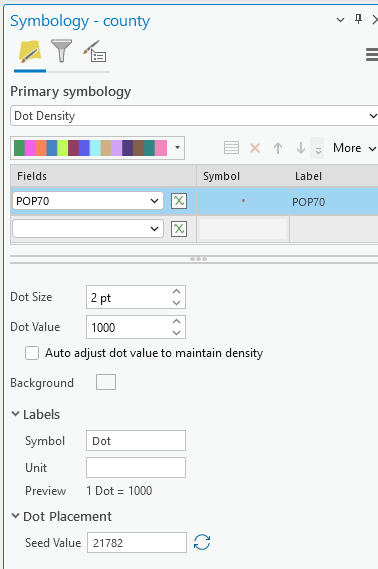 Symbology - county
Primary symbology
Dot Density
More
Fields Symbol Label
POP70 POP70
Dot Size 2 pt
Dot Value 1000
Auto adjust dot value to maintain density
Background
Labels
Symbol Dot
Unit
Preview 1 Dot = 1000
Dot Placement
Seed Value 21782